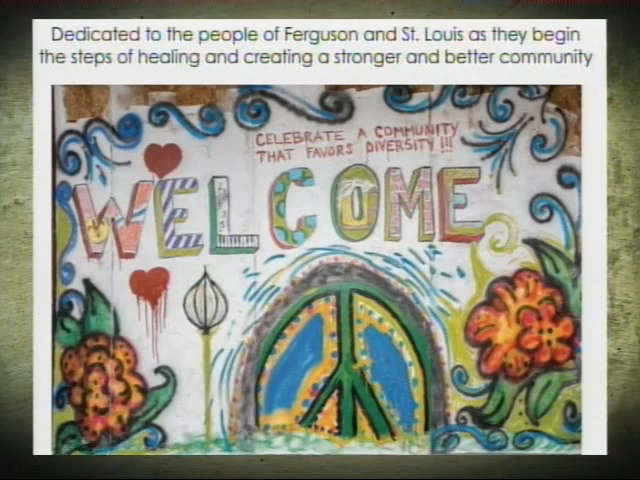 Dedicated to the people of Ferguson and St. Louis as they begin
the steps of healing and creating a stronger and better community
CELEBRATE A COMMUNITY
THAT FAVORS DIVERSITY !!!
WELCOME